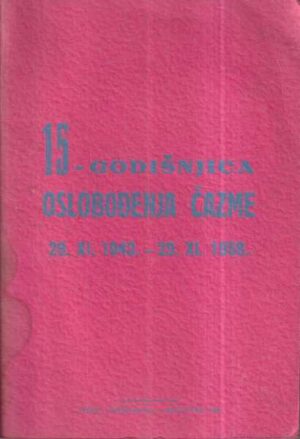 15-GODIŠNJICA
OSLOBOĐENJA ČAZME
29. XI. 1943. – 29. XI. 1958.